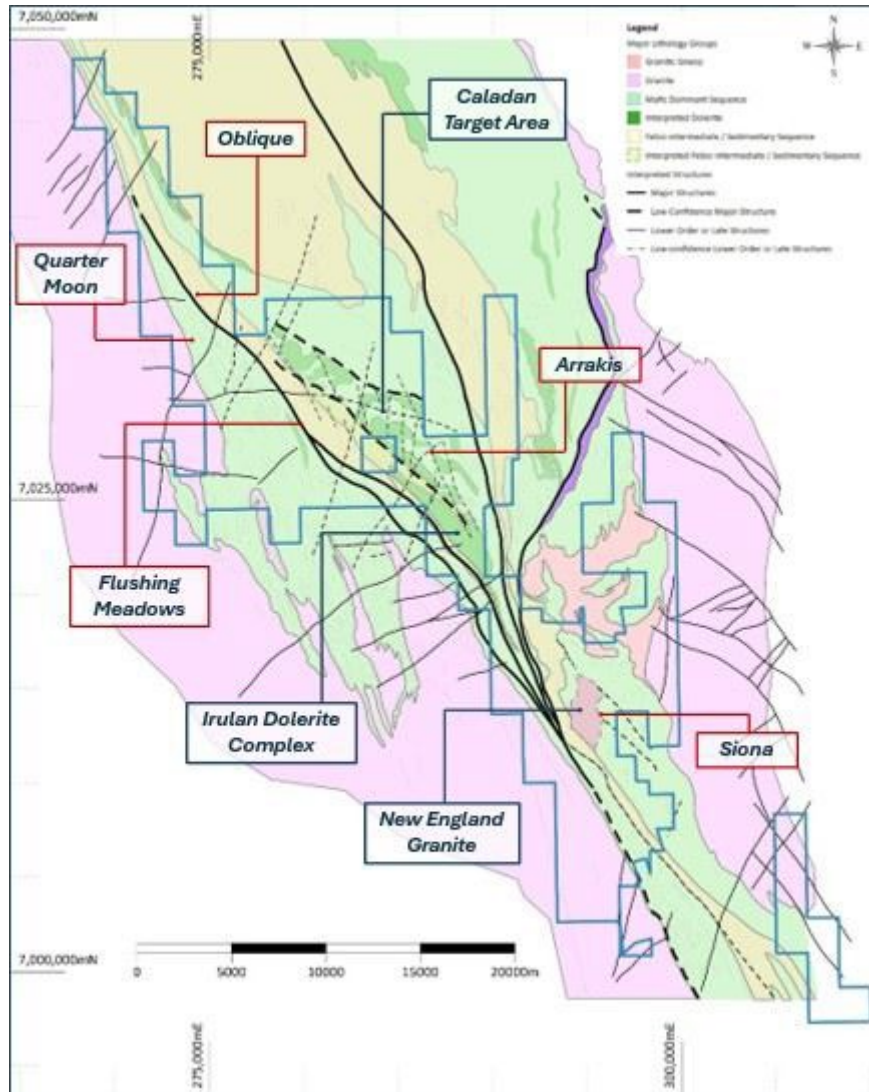 7,050,000mN
275,000mE
Legend
Major Lithology Groups
Granitic Gneiss
Granite
Mafic Dominant Sequence
Interpreted Dolerite
Felsic-intermediate / Sedimentary Sequence
Interpreted Felsic-intermediate / Sedimentary Sequence
Interpreted Structures
Major Structures
Low-Confidence Major Structure
Lower Order or Late Structures
Low-confidence Lower Order or Late Structures
N
W
E
S
Caladan
Target Area
Oblique
Quarter
Moon
Arrakis
7,025,000mN
Flushing
Meadows
Irulan Dolerite
Complex
Siona
New England
Granite
7,000,000mN
0
5000
10000
15000
20000m
275,000mE
300,000mE